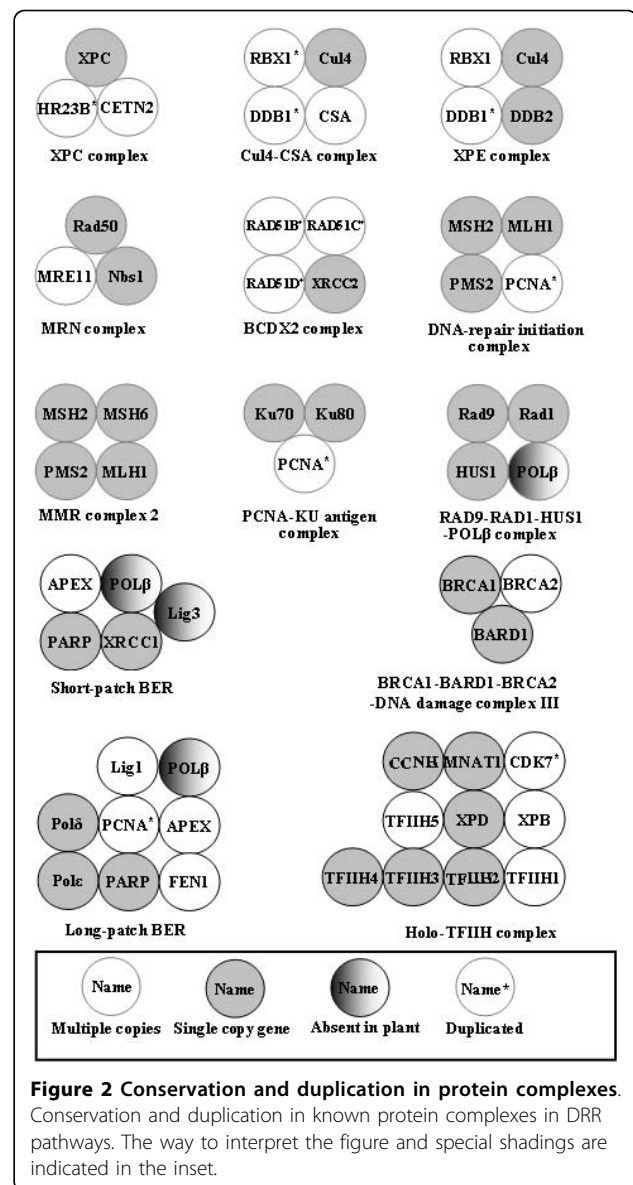 XPC
HR23B* CETN2
XPC complex
RBX1* Cul4
DDB1* CSA
Cul4-CSA complex
RBX1 Cul4
DDB1* DDB2
XPE complex
Rad50
MRE11 Nbs1
MRN complex
RAD51B* RAD51C*
RAD51D* XRCC2
BCDX2 complex
MSH2 MLH1
PMS2 PCNA*
DNA-repair initiation
complex
MSH2 MSH6
PMS2 MLH1
MMR complex 2
Ku70 Ku80
PCNA*
PCNA-KU antigen
complex
Rad9 Rad1
HUS1 POLβ
RAD9-RAD1-HUS1
-POLβ complex
APEX POLβ
Lig3
PARP XRCC1
Short-patch BER
BRCA1 BRCA2
BARD1
BRCA1-BARD1-BRCA2
-DNA damage complex III
Lig1 POLβ
Polδ PCNA* APEX
Polε PARP FEN1
Long-patch BER
CCNH MNAT1 CDK7*
TFIIH5 XPD XPB
TFIIH4 TFIIH3 TFIIH2 TFIIH1
Holo-TFIIH complex
Name Name Name Name*
Multiple copies Single copy gene Absent in plant Duplicated
Figure 2 Conservation and duplication in protein complexes.
Conservation and duplication in known protein complexes in DRR
pathways. The way to interpret the figure and special shadings are
indicated in the inset.